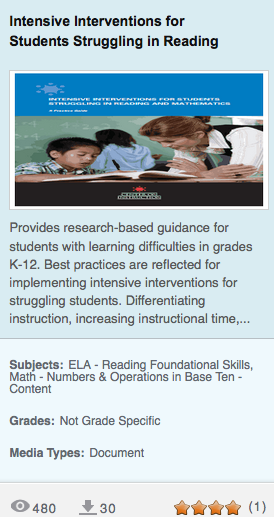 Intensive Interventions for
Students Struggling in Reading
INTENSIVE INTERVENTIONS FOR STUDENTS
STRUGGLING IN READING AND MATHEMATICS
A Practice Guide
CENTER ON
INSTRUCTION
Provides research-based guidance for
students with learning difficulties in grades
K-12. Best practices are reflected for
implementing intensive interventions for
struggling students. Differentiating
instruction, increasing instructional time,...
Subjects: ELA - Reading Foundational Skills,
Math - Numbers & Operations in Base Ten -
Content
Grades: Not Grade Specific
Media Types: Document
480 30 (1)